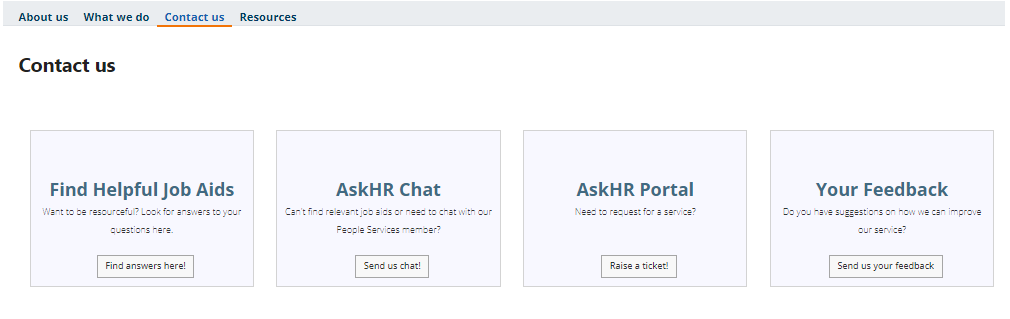 About us What we do Contact us Resources
Contact us
Find Helpful Job Aids
Want to be resourceful? Look for answers to your
questions here.
Find answers here!
AskHR Chat
Can't find relevant job aids or need to chat with our
People Services member?
Send us chat!
AskHR Portal
Need to request for a service?
Raise a ticket!
Your Feedback
Do you have suggestions on how we can improve
our service?
Send us your feedback